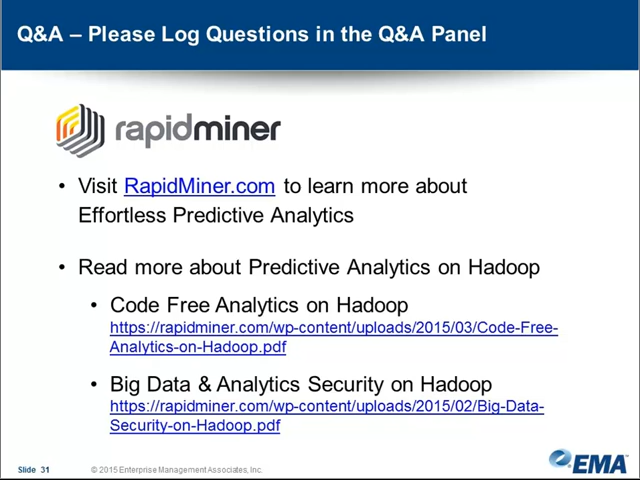 Q&A – Please Log Questions in the Q&A Panel
rapidminer
• Visit RapidMiner.com to learn more about
Effortless Predictive Analytics
• Read more about Predictive Analytics on Hadoop
• Code Free Analytics on Hadoop
https://rapidminer.com/wp-content/uploads/2015/03/Code-Free-
Analytics-on-Hadoop.pdf
• Big Data & Analytics Security on Hadoop
https://rapidminer.com/wp-content/uploads/2015/02/Big-Data-
Security-on-Hadoop.pdf
Slide 31 © 2015 Enterprise Management Associates, Inc.
EMA